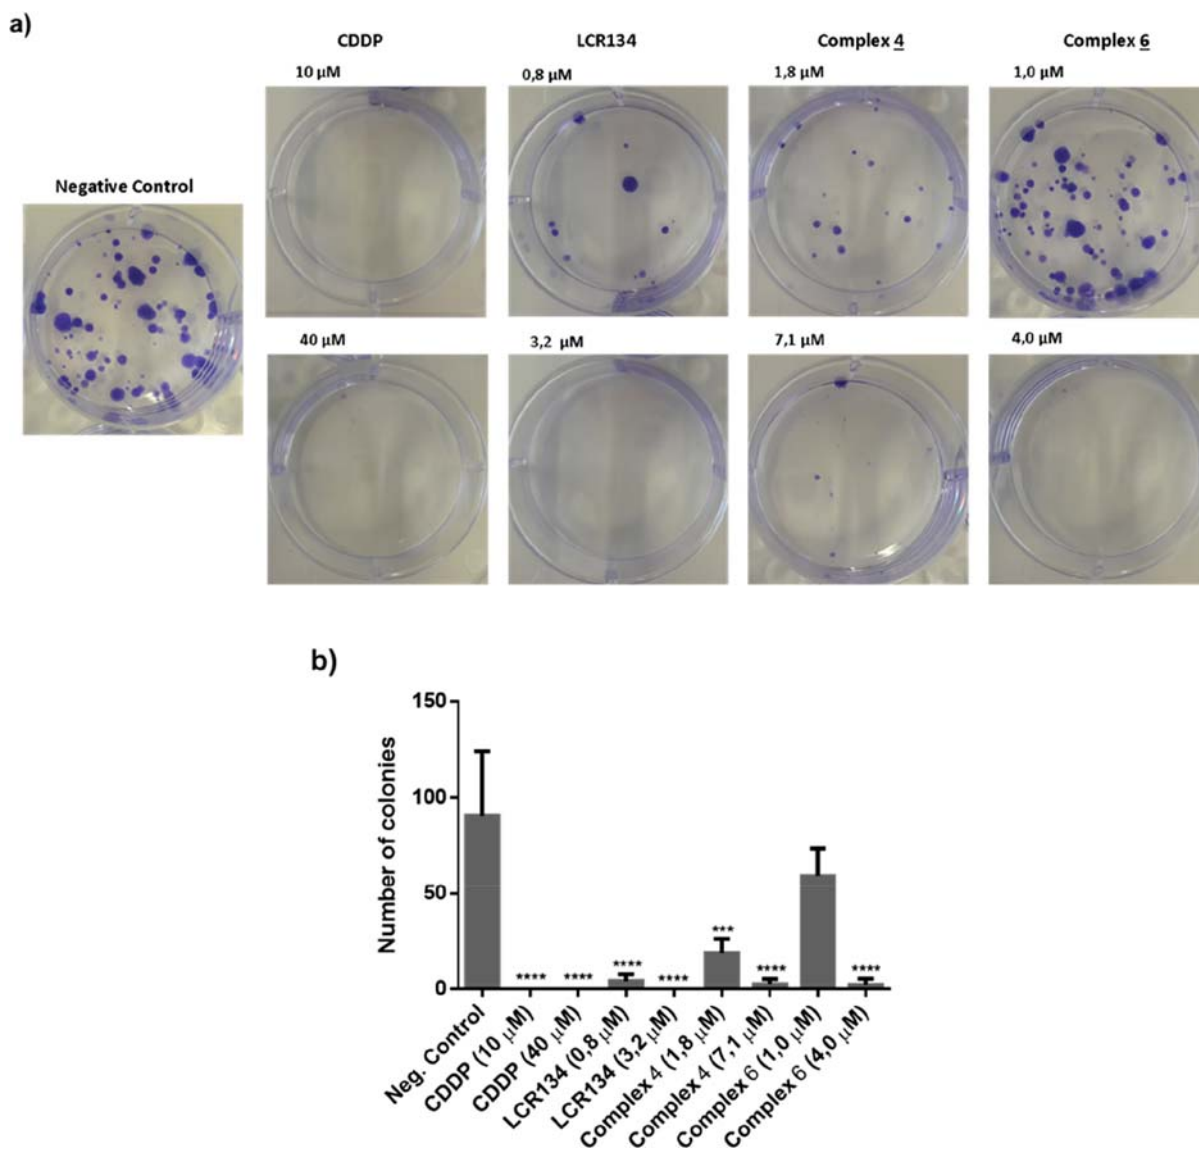 a)
CDDP LCR134 Complex 4 Complex 6
10 µM 0,8 µM 1,8 µM 1,0 µM
Negative Control
40 µM 3,2 µM 7,1 µM 4,0 µM
b)
Number of colonies
150
100
50
0
**** **** **** **** *** **** ****
Neg. Control
CDDP (10 µM)
CDDP (40 µM)
LCR134 (0,8 µM)
LCR134 (3,2 µM)
Complex 4 (1,8 µM)
Complex 4 (7,1 µM)
Complex 6 (1,0 µM)
Complex 6 (4,0 µM)